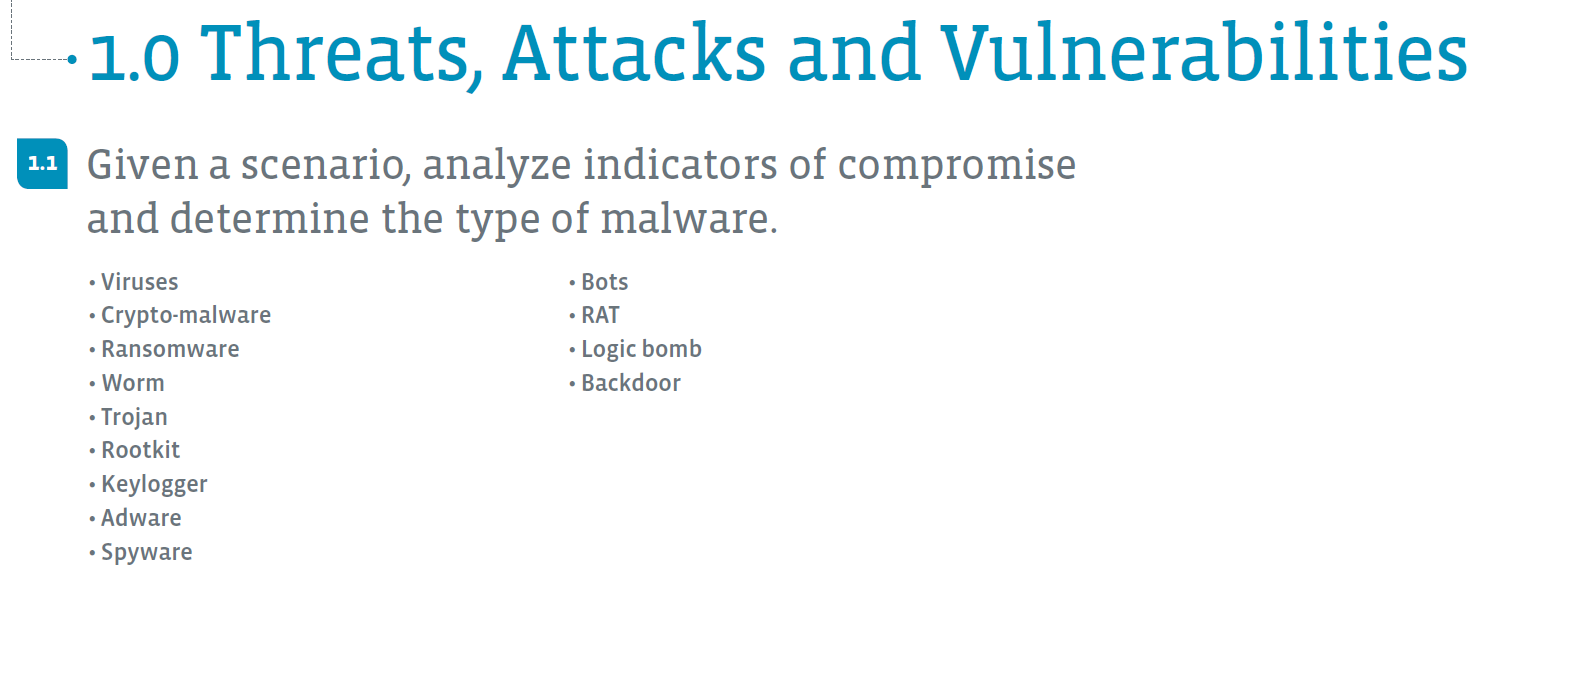 1.0 Threats, Attacks and Vulnerabilities
1.1
Given a scenario, analyze indicators of compromise
and determine the type of malware.
• Viruses
• Crypto-malware
• Ransomware
• Worm
• Trojan
• Rootkit
• Keylogger
• Adware
• Spyware
• Bots
• RAT
• Logic bomb
• Backdoor